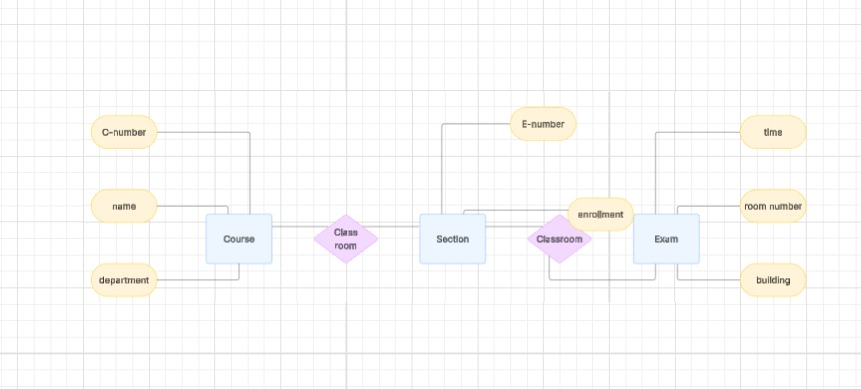 E-number
C-number
time
name
room number
enrollment
Class
room
Course
Section
Classroom
Exam
department
building